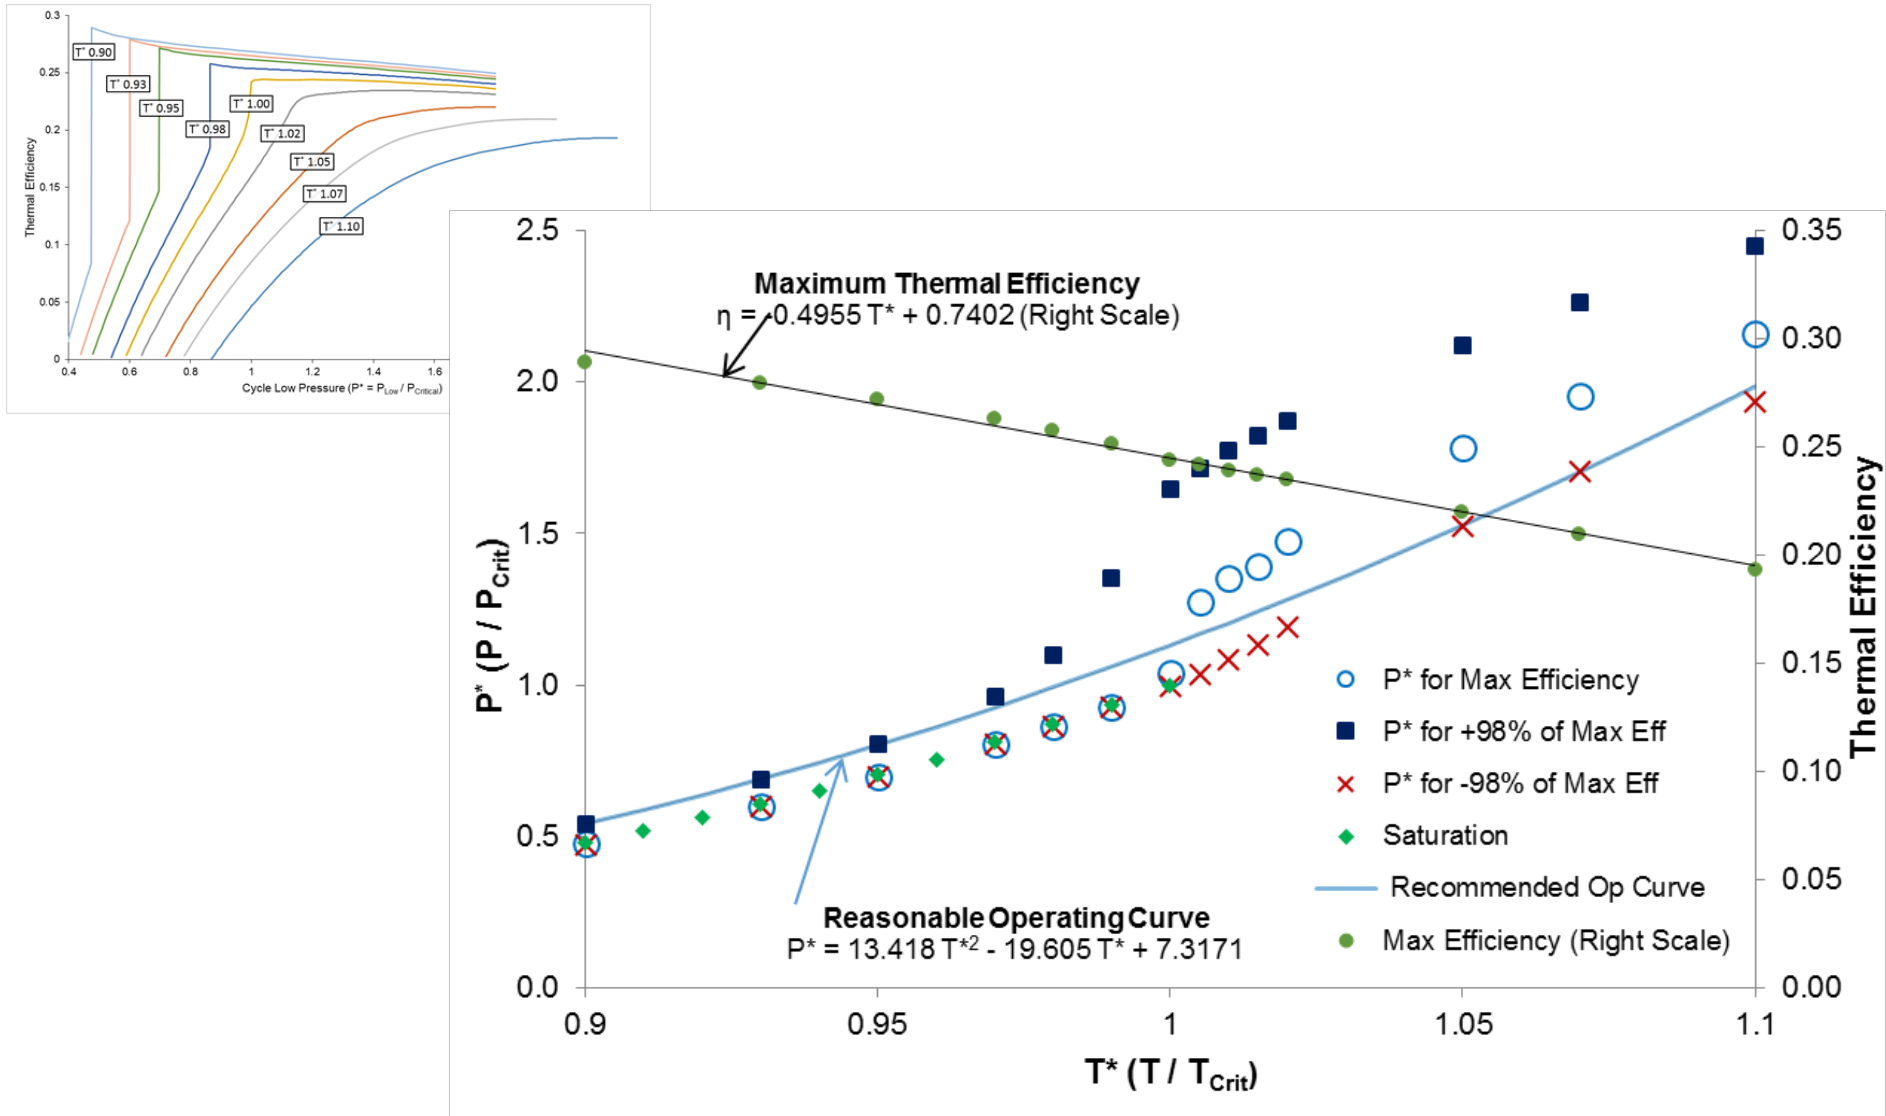 0.3
0.25
0.2
0.15
0.1
0.05
0
Thermal Efficiency
T* 0.90
T* 0.93
T* 0.95
T* 0.98
T* 1.00
T* 1.02
T* 1.05
T* 1.07
T* 1.10
0.4 0.6 0.8 1 1.2 1.4 1.6
Cycle Low Pressure (P* = PLow / PCritical)
2.5
2.0
1.5
1.0
0.5
0.0
P* (P / PCrit)
Maximum Thermal Efficiency
η = -0.4955 T* + 0.7402 (Right Scale)
0.35
0.30
0.25
0.20
0.15
0.10
0.05
0.00
Thermal Efficiency
P* for Max Efficiency
P* for +98% of Max Eff
P* for -98% of Max Eff
Saturation
Recommended Op Curve
Max Efficiency (Right Scale)
Reasonable Operating Curve
P* = 13.418 T*2 - 19.605 T* + 7.3171
0.9 0.95 1 1.05 1.1
T* (T / TCrit)